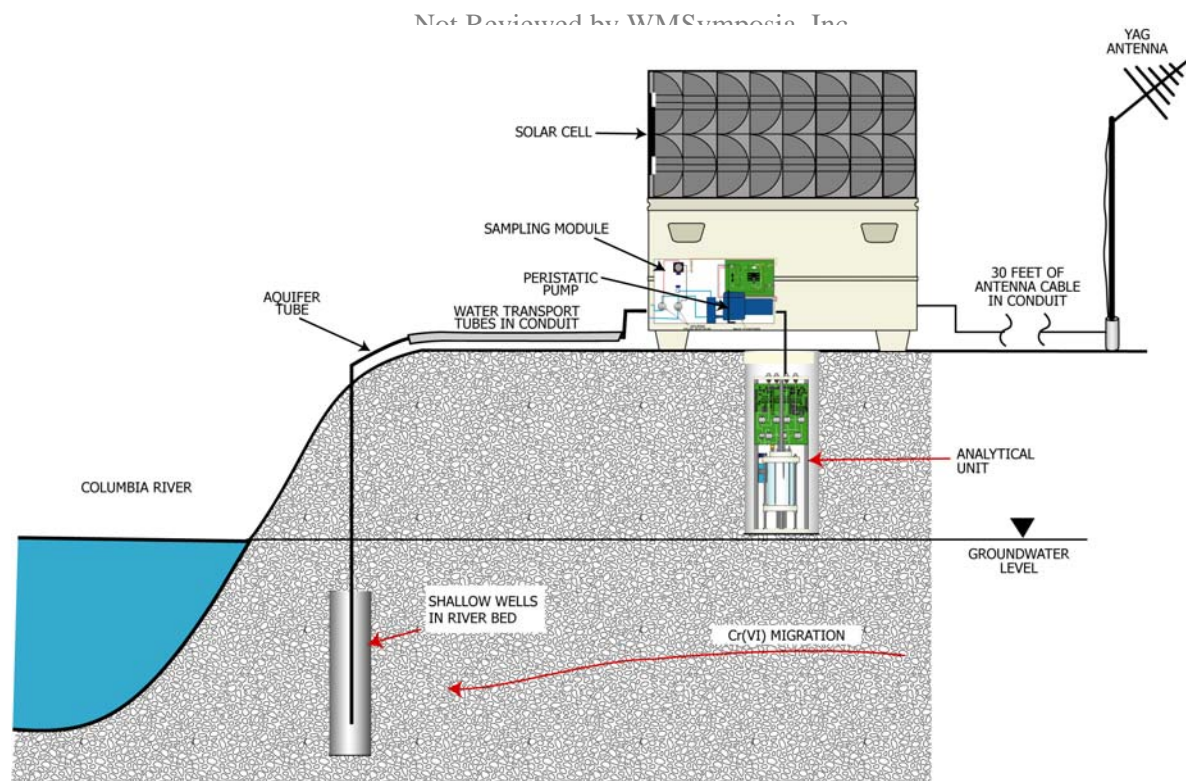 Not Reviewed by WMSymposia, Inc.
YAG
ANTENNA
SOLAR CELL
SAMPLING MODULE
PERISTATIC
PUMP
30 FEET OF
ANTENNA CABLE
IN CONDUIT
AQUIFER
TUBE
WATER TRANSPORT
TUBES IN CONDUIT
ANALYTICAL
UNIT
COLUMBIA RIVER
GROUNDWATER
LEVEL
SHALLOW WELLS
IN RIVER BED
Cr(VI) MIGRATION